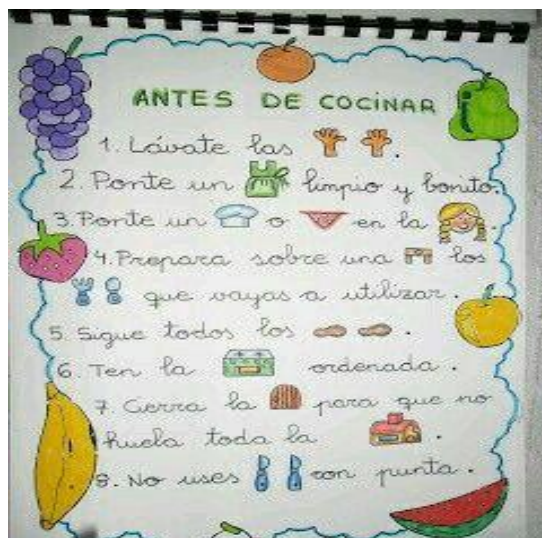 ANTES DE COCINAR
1. Lávate las .
2. Ponte un limpio y bonito.
3. Ponte un o en la .
4. Prepara sobre una los
que vayas a utilizar.
5. Sigue todos los .
6. Ten la ordenada.
7. Cierra la para que no
huela toda la .
8. No uses con punta.